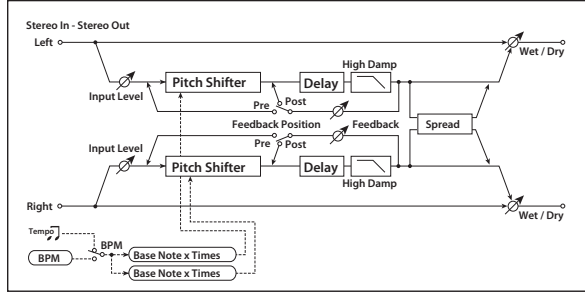 Stereo In - Stereo Out
Left
Wet / Dry
High Damp
Input Level
Pitch Shifter
Delay
Pre
Post
Feedback Position
Feedback
Spread
Input Level
Pre
Post
Pitch Shifter
Delay
High Damp
Right
Wet / Dry
Tempo
BPM
BPM
Base Note x Times
Base Note x Times